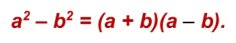 a² – b² = (a + b)(a – b).